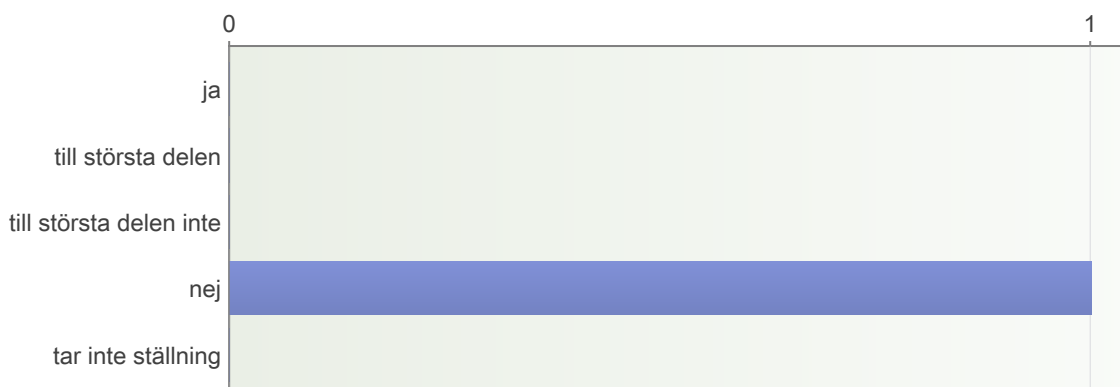 0 1
ja
till största delen
till största delen inte
nej
tar inte ställning